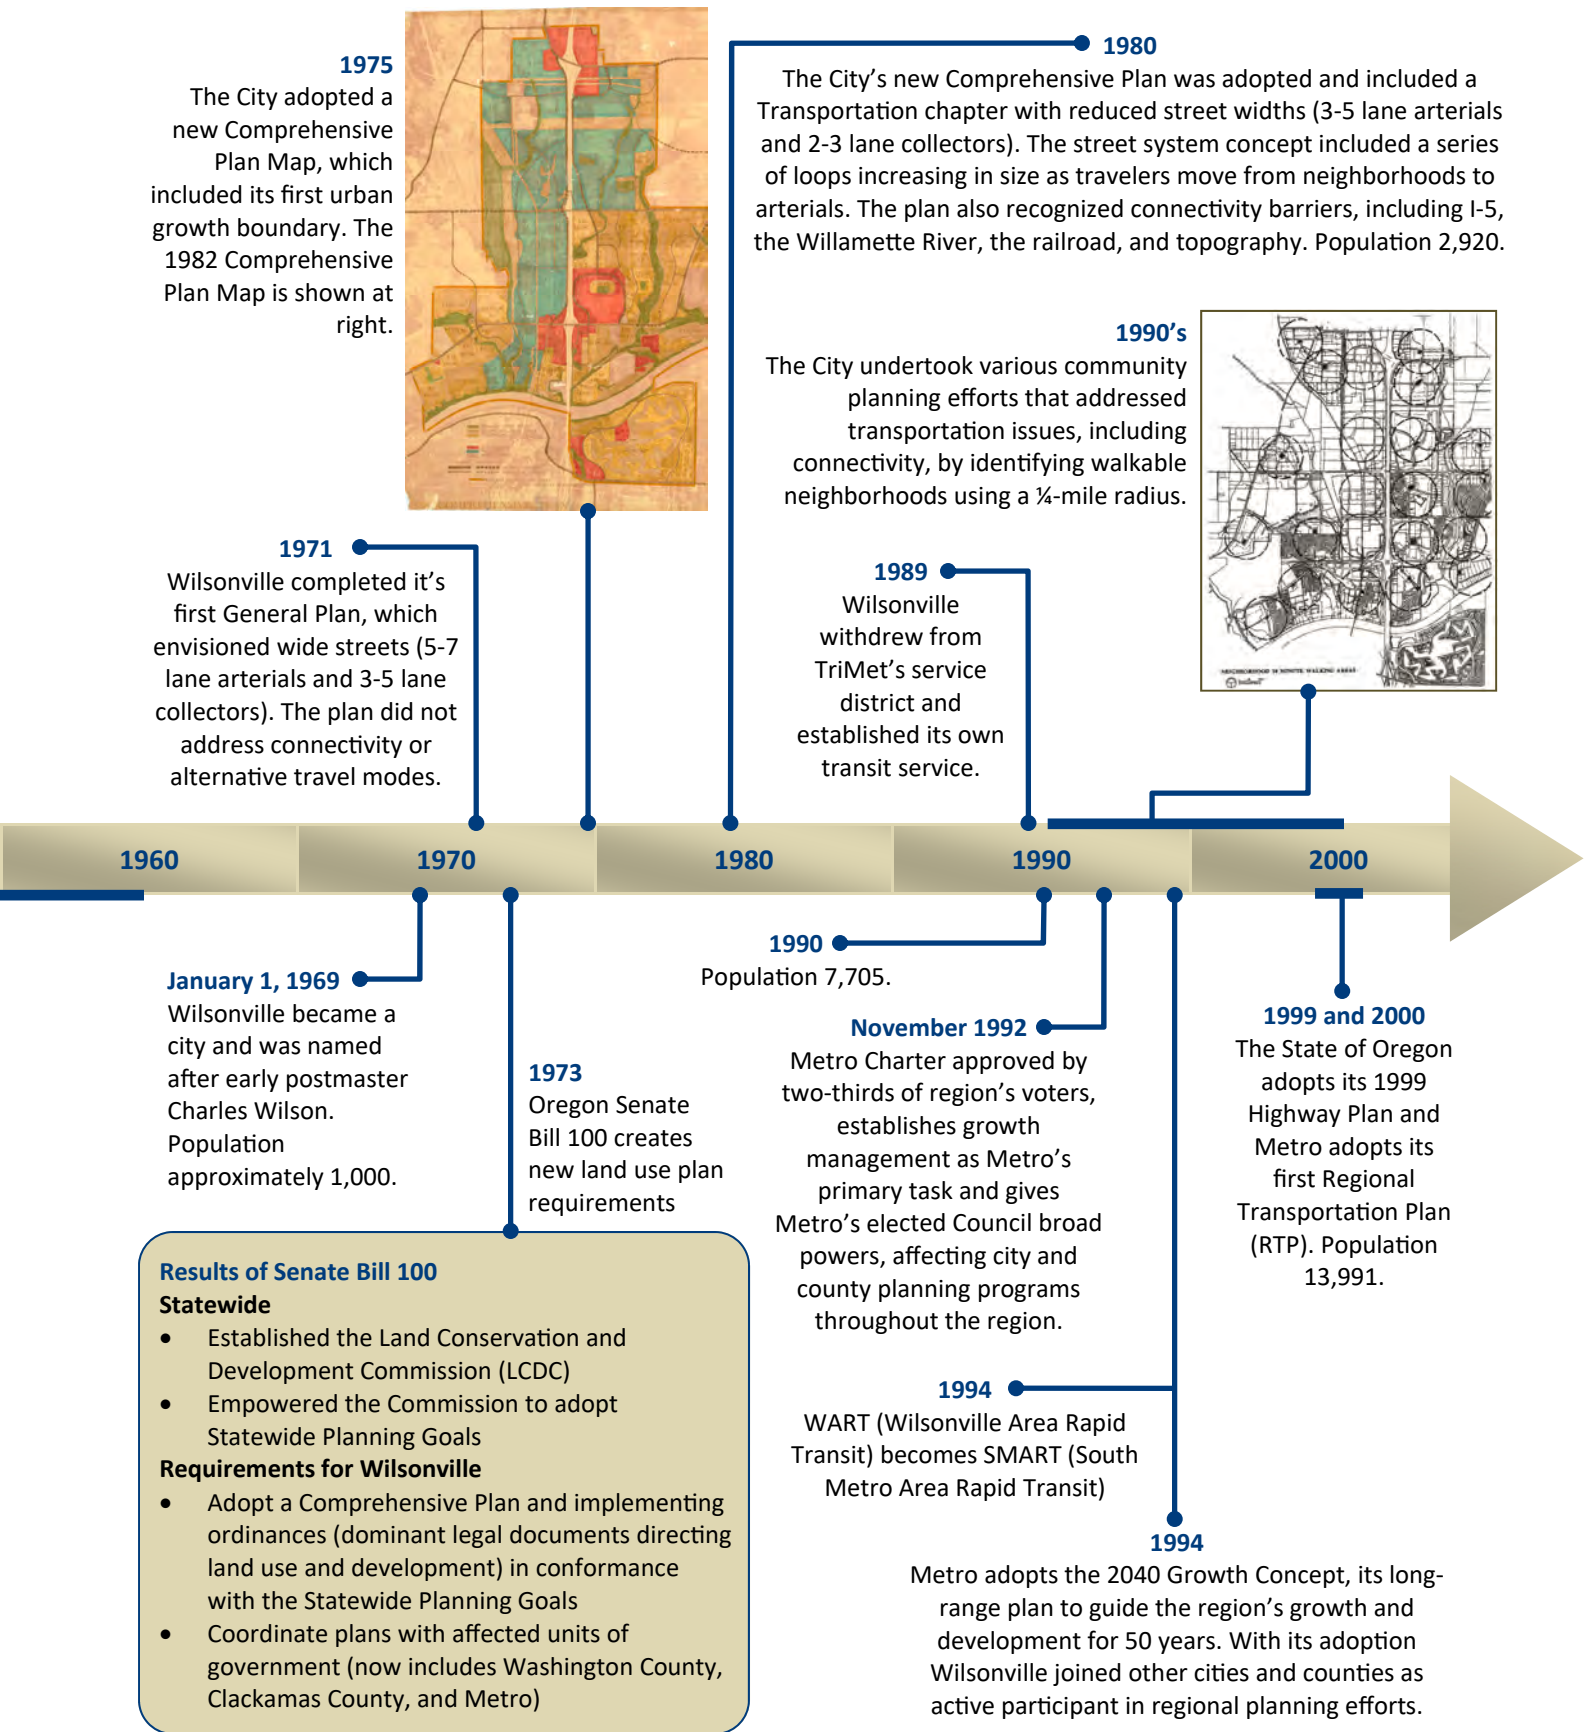 1975
The City adopted a
new Comprehensive
Plan Map, which
included its first urban
growth boundary. The
1982 Comprehensive
Plan Map is shown at
right.
1980
The City’s new Comprehensive Plan was adopted and included a
Transportation chapter with reduced street widths (3-5 lane arterials
and 2-3 lane collectors). The street system concept included a series
of loops increasing in size as travelers move from neighborhoods to
arterials. The plan also recognized connectivity barriers, including I-5,
the Willamette River, the railroad, and topography. Population 2,920.
1990’s
The City undertook various community
planning efforts that addressed
transportation issues, including
connectivity, by identifying walkable
neighborhoods using a ¼-mile radius.
NEIGHBORHOOD 10 MINUTE WALKING AREAS
1971
Wilsonville completed it’s
first General Plan, which
envisioned wide streets (5-7
lane arterials and 3-5 lane
collectors). The plan did not
address connectivity or
alternative travel modes.
1989
Wilsonville
withdrew from
TriMet’s service
district and
established its own
transit service.
1960
1970
1980
1990
2000
January 1, 1969
Wilsonville became a
city and was named
after early postmaster
Charles Wilson.
Population
approximately 1,000.
1973
Oregon Senate
Bill 100 creates
new land use plan
requirements
Results of Senate Bill 100
Statewide
• Established the Land Conservation and
Development Commission (LCDC)
• Empowered the Commission to adopt
Statewide Planning Goals
Requirements for Wilsonville
• Adopt a Comprehensive Plan and implementing
ordinances (dominant legal documents directing
land use and development) in conformance
with the Statewide Planning Goals
• Coordinate plans with affected units of
government (now includes Washington County,
Clackamas County, and Metro)
1990
Population 7,705.
November 1992
Metro Charter approved by
two-thirds of region’s voters,
establishes growth
management as Metro’s
primary task and gives
Metro’s elected Council broad
powers, affecting city and
county planning programs
throughout the region.
1994
WART (Wilsonville Area Rapid
Transit) becomes SMART (South
Metro Area Rapid Transit)
1994
Metro adopts the 2040 Growth Concept, its long-
range plan to guide the region’s growth and
development for 50 years. With its adoption
Wilsonville joined other cities and counties as
active participant in regional planning efforts.
1999 and 2000
The State of Oregon
adopts its 1999
Highway Plan and
Metro adopts its
first Regional
Transportation Plan
(RTP). Population
13,991.